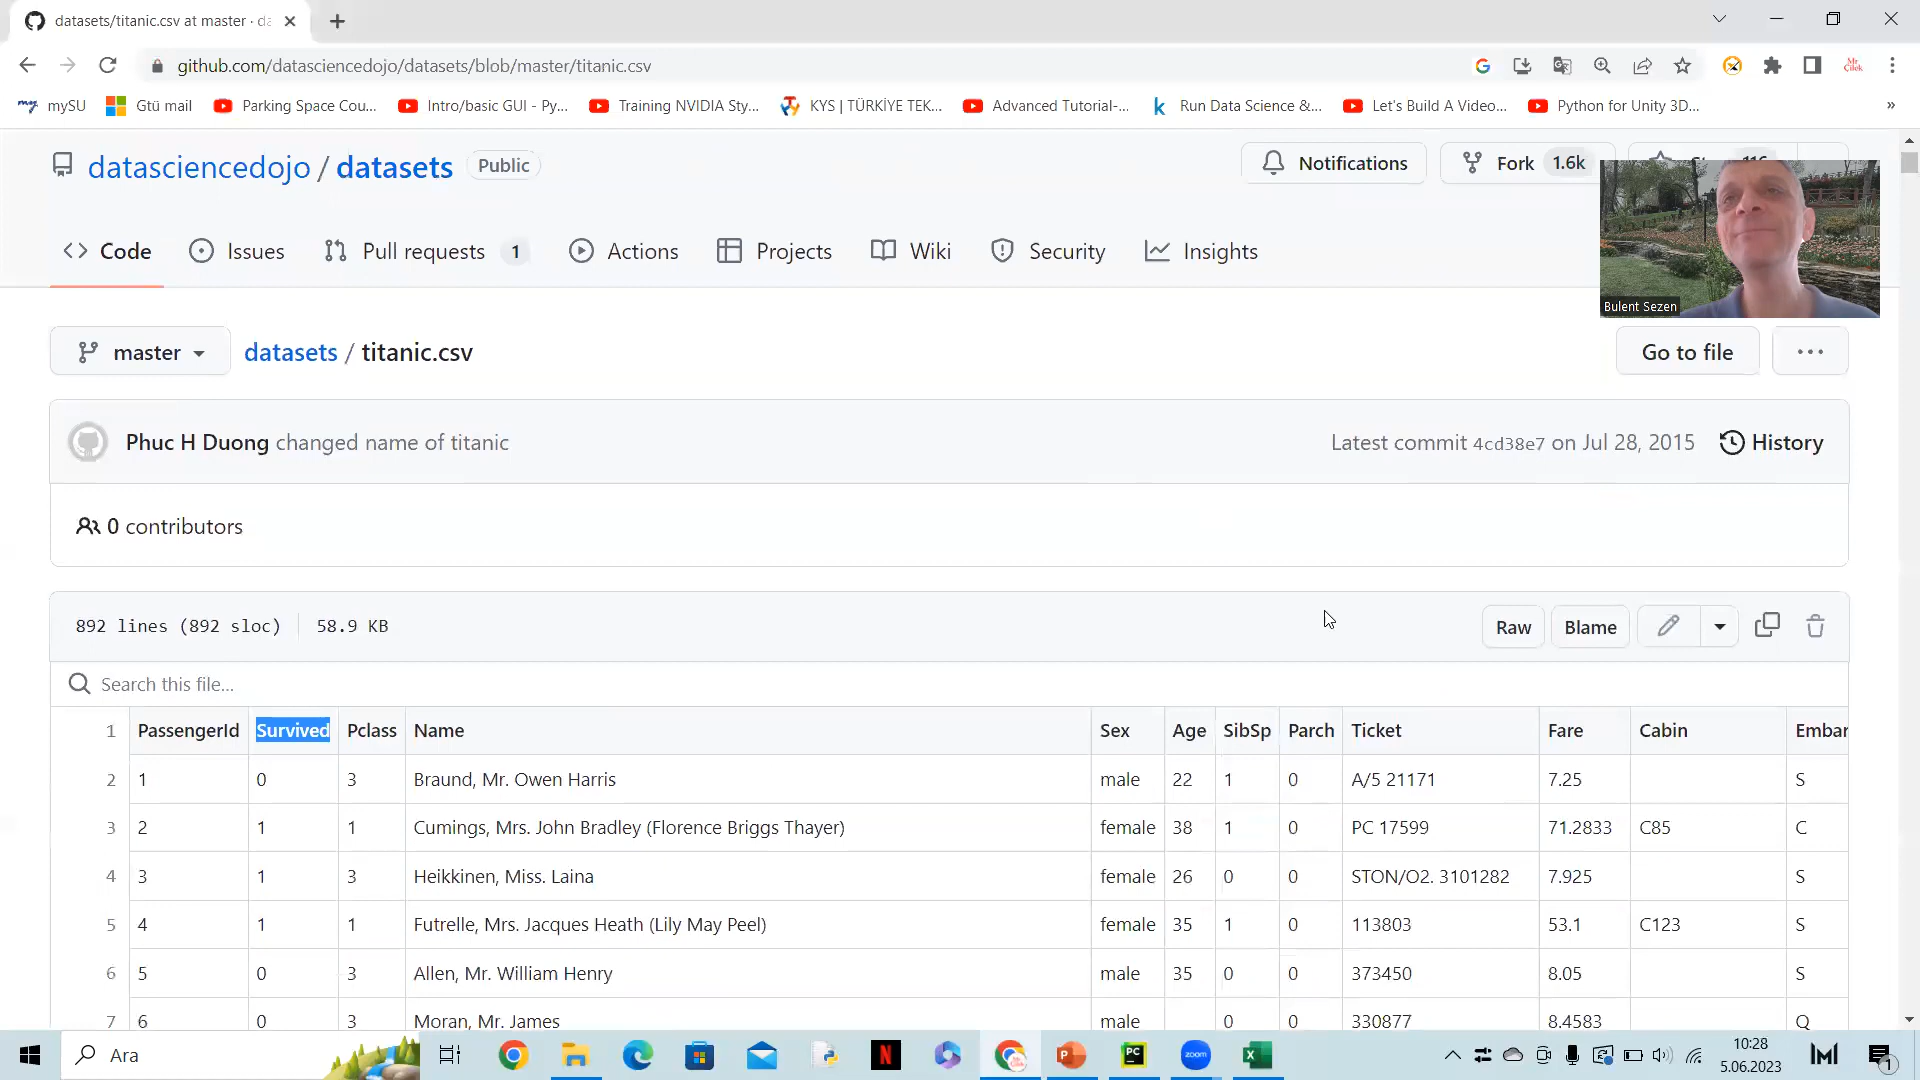 datasets/titanic.csv at master · da
github.com/datasciencedojo/datasets/blob/master/titanic.csv
my mySU Gtü mail Parking Space Cou... Intro/basic GUI - Py... Training NVIDIA Sty... KYS | TÜRKİYE TEK... Advanced Tutorial-... k Run Data Science &... Let's Build A Video... Python for Unity 3D... »
datasciencedojo / datasets Public Notifications Fork 1.6k
Code Issues Pull requests 1 Actions Projects Wiki Security Insights
Bulent Sezen
master datasets / titanic.csv Go to file ...
Phuc H Duong changed name of titanic Latest commit 4cd38e7 on Jul 28, 2015 History
0 contributors
892 lines (892 sloc) 58.9 KB Raw Blame
Search this file...
1 PassengerId Survived Pclass Name Sex Age SibSp Parch Ticket Fare Cabin Embar
2 1 0 3 Braund, Mr. Owen Harris male 22 1 0 A/5 21171 7.25 S
3 2 1 1 Cumings, Mrs. John Bradley (Florence Briggs Thayer) female 38 1 0 PC 17599 71.2833 C85 C
4 3 1 3 Heikkinen, Miss. Laina female 26 0 0 STON/O2. 3101282 7.925 S
5 4 1 1 Futrelle, Mrs. Jacques Heath (Lily May Peel) female 35 1 0 113803 53.1 C123 S
6 5 0 3 Allen, Mr. William Henry male 35 0 0 373450 8.05 S
7 6 0 3 Moran, Mr. James male 0 0 330877 8.4583 Q
Ara N P PC zoom X 10:28
5.06.2023 1